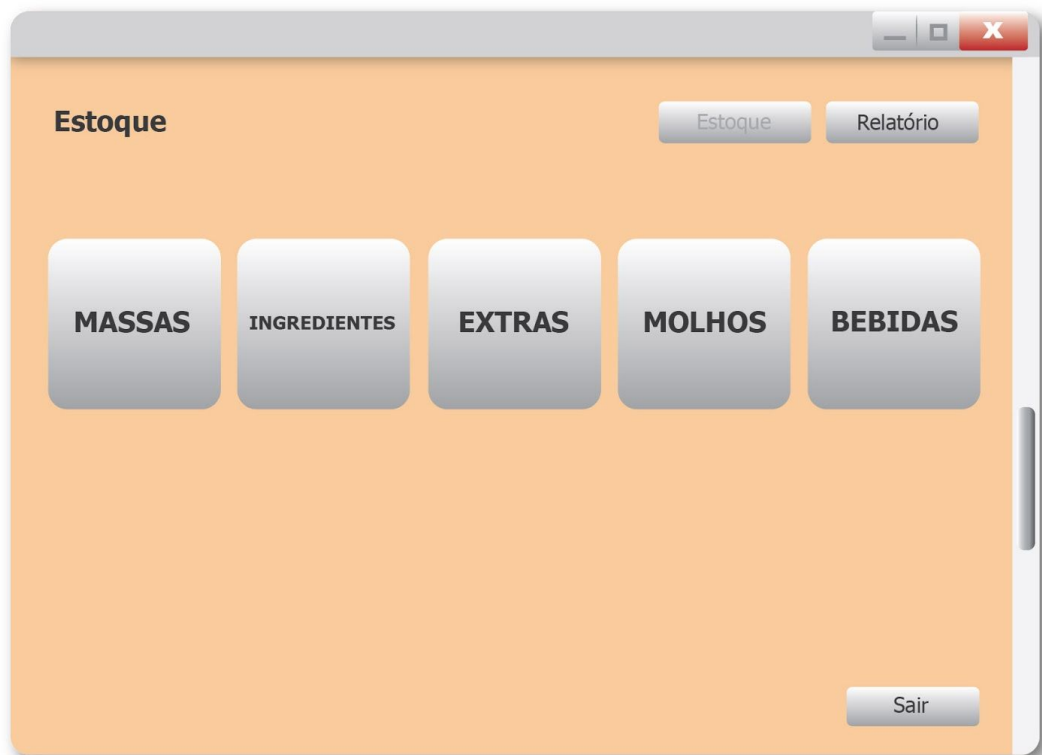 X
Estoque
Estoque
Relatório
MASSAS
INGREDIENTES
EXTRAS
MOLHOS
BEBIDAS
Sair